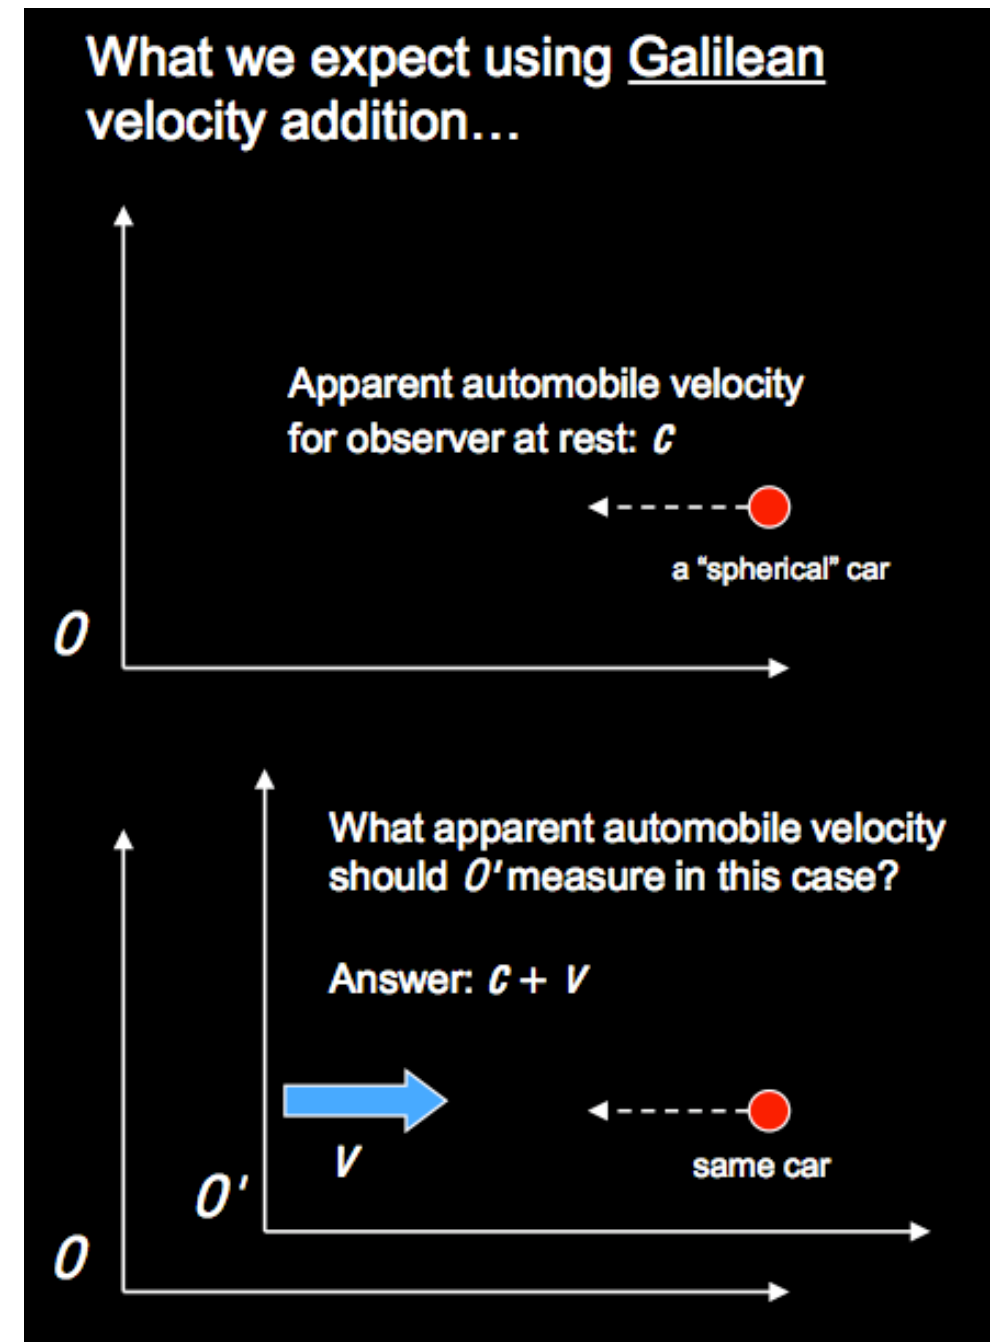 What we expect using Galilean
velocity addition…
Apparent automobile velocity
for observer at rest: c
a “spherical” car
O
What apparent automobile velocity
should O' measure in this case?
Answer: c + v
v
same car
O'
O